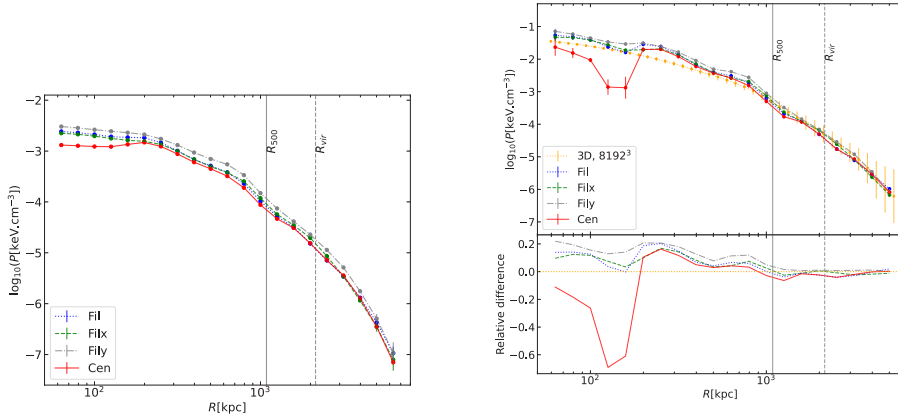 −2
−3
−4
−5
−6
−7
log₁₀(P[keV.cm⁻³])
R₅₀₀
Rᵥᵢᵣ
Fil
Filx
Fily
Cen
10²
10³
R[kpc]
0
−1
−2
−3
−4
−5
−6
−7
log₁₀(P[keV.cm⁻³])
R₅₀₀
Rᵥᵢᵣ
3D, 8192³
Fil
Filx
Fily
Cen
0.2
0.0
−0.2
−0.4
−0.6
Relative difference
10²
10³
R[kpc]